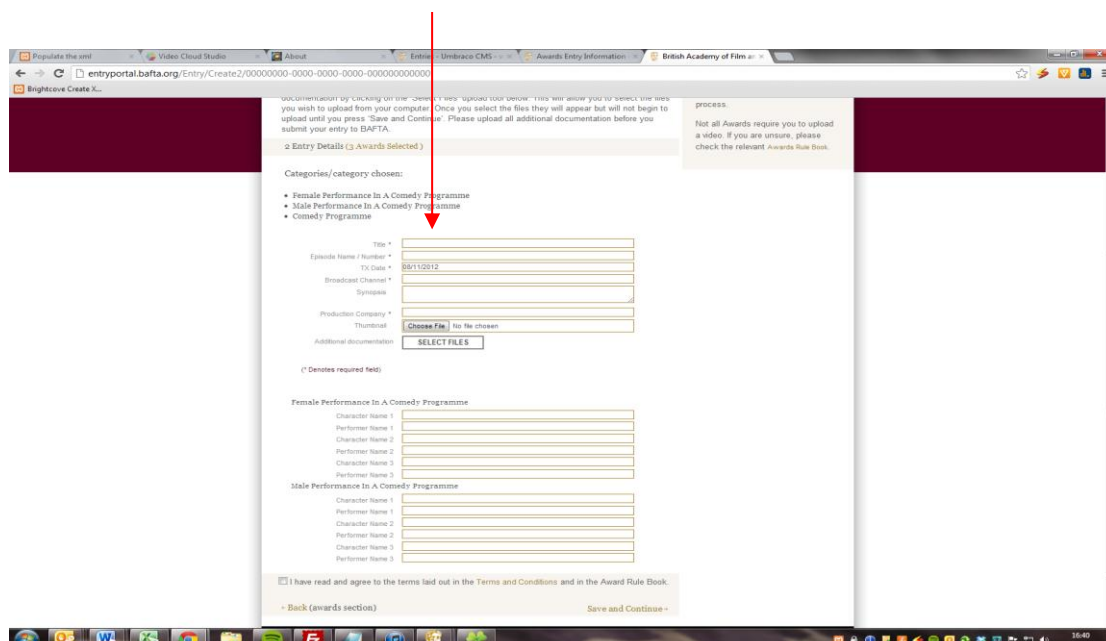 Populate the xml
Video Cloud Studio
About
Entries - Umbraco CMS -
Awards Entry Information
British Academy of Film an
entryportal.bafta.org/Entry/Create2/00000000-0000-0000-0000-000000000000
Brightcove Create X...
documentation by clicking on the 'Select Files' upload tool below. This will allow you to select the files
you wish to upload from your computer. Once you select the files they will appear but will not begin to
upload until you press 'Save and Continue'. Please upload all additional documentation before you
submit your entry to BAFTA.
process.
Not all Awards require you to upload
a video. If you are unsure, please
check the relevant Awards Rule Book.
2 Entry Details (3 Awards Selected )
Categories/category chosen:
• Female Performance In A Comedy Programme
• Male Performance In A Comedy Programme
• Comedy Programme
Title *
Episode Name / Number *
TX Date * 08/11/2012
Broadcast Channel *
Synopsis
Production Company *
Thumbnail Choose File No file chosen
Additional documentation SELECT FILES
(* Denotes required field)
Female Performance In A Comedy Programme
Character Name 1
Performer Name 1
Character Name 2
Performer Name 2
Character Name 3
Performer Name 3
Male Performance In A Comedy Programme
Character Name 1
Performer Name 1
Character Name 2
Performer Name 2
Character Name 3
Performer Name 3
I have read and agree to the terms laid out in the Terms and Conditions and in the Award Rule Book.
« Back (awards section)
Save and Continue »
16:40